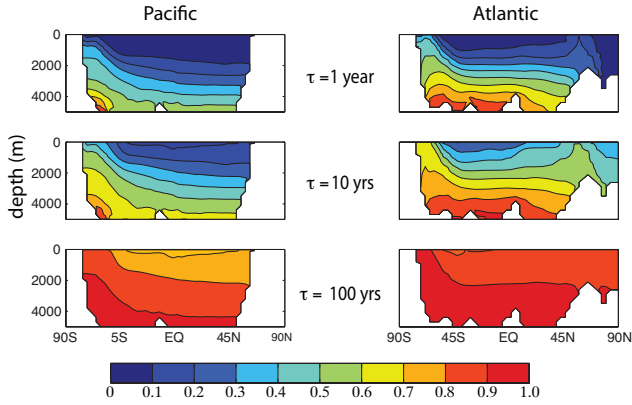 Pacific
Atlantic
0
2000
4000
τ =1 year
depth (m)
0
2000
4000
τ = 10 yrs
0
2000
4000
τ = 100 yrs
90S 5S EQ 45N 90N
90S 45S EQ 45N 90N
0 0.1 0.2 0.3 0.4 0.5 0.6 0.7 0.8 0.9 1.0